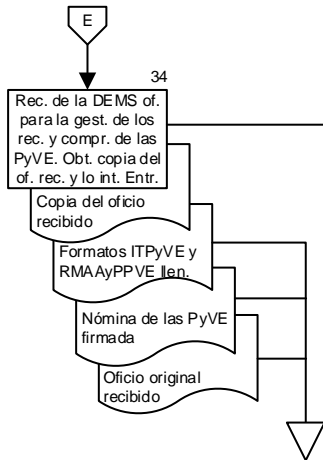 E
34
Rec. de la DEMS of.
para la gest. de los
rec. y compr. de las
PyVE. Obt. copia del
of. rec. y lo int. Entr.
Copia del oficio
recibido
Formatos ITPyVE y
RMAAyPPVE llen.
Nómina de las PyVE
firmada
Oficio original
recibido